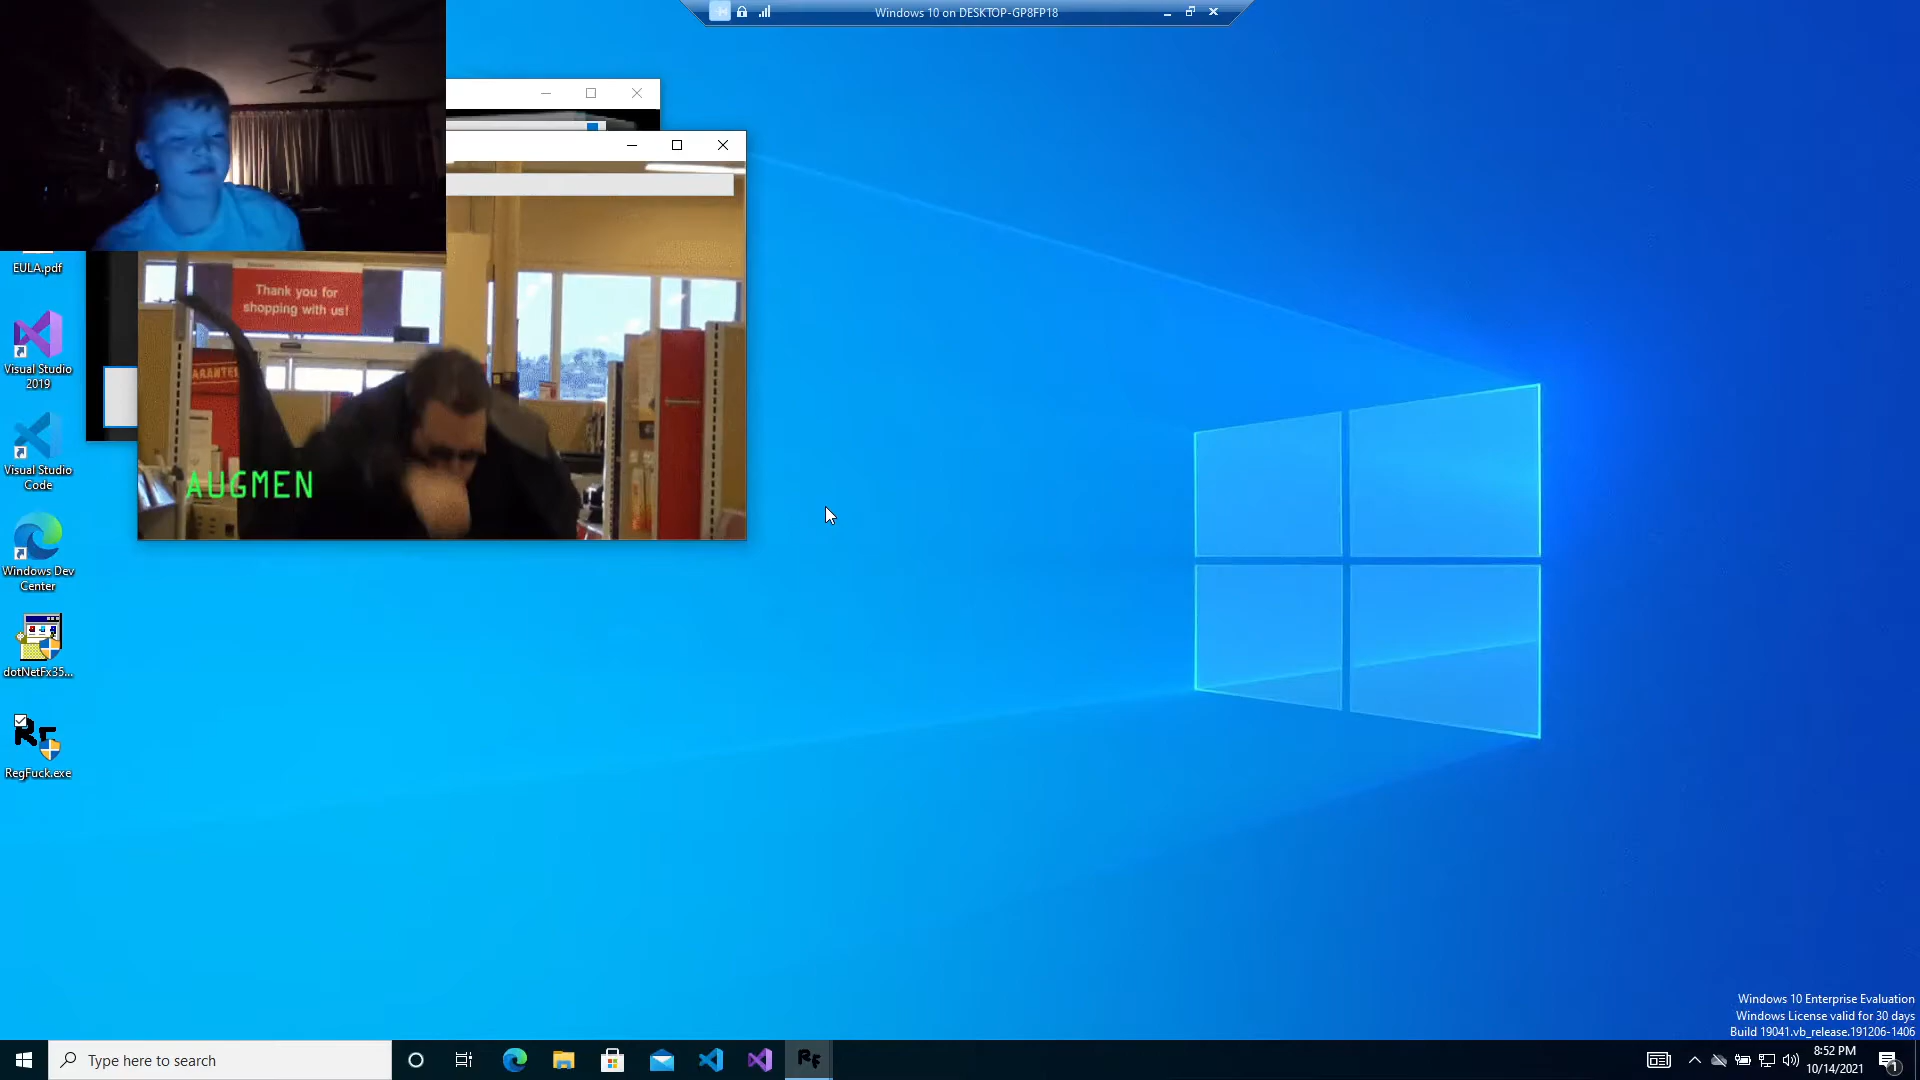 Windows 10 on DESKTOP-GP8FP18
Thank you for
shopping with us!
AUGMEN
EULA.pdf
Visual Studio
2019
Visual Studio
Code
Windows Dev
Center
dotNetFx35...
RegFuck.exe
Windows 10 Enterprise Evaluation
Windows License valid for 30 days
Build 19041.vb_release.191206-1406
Type here to search
RF
8:52 PM
10/14/2021
1